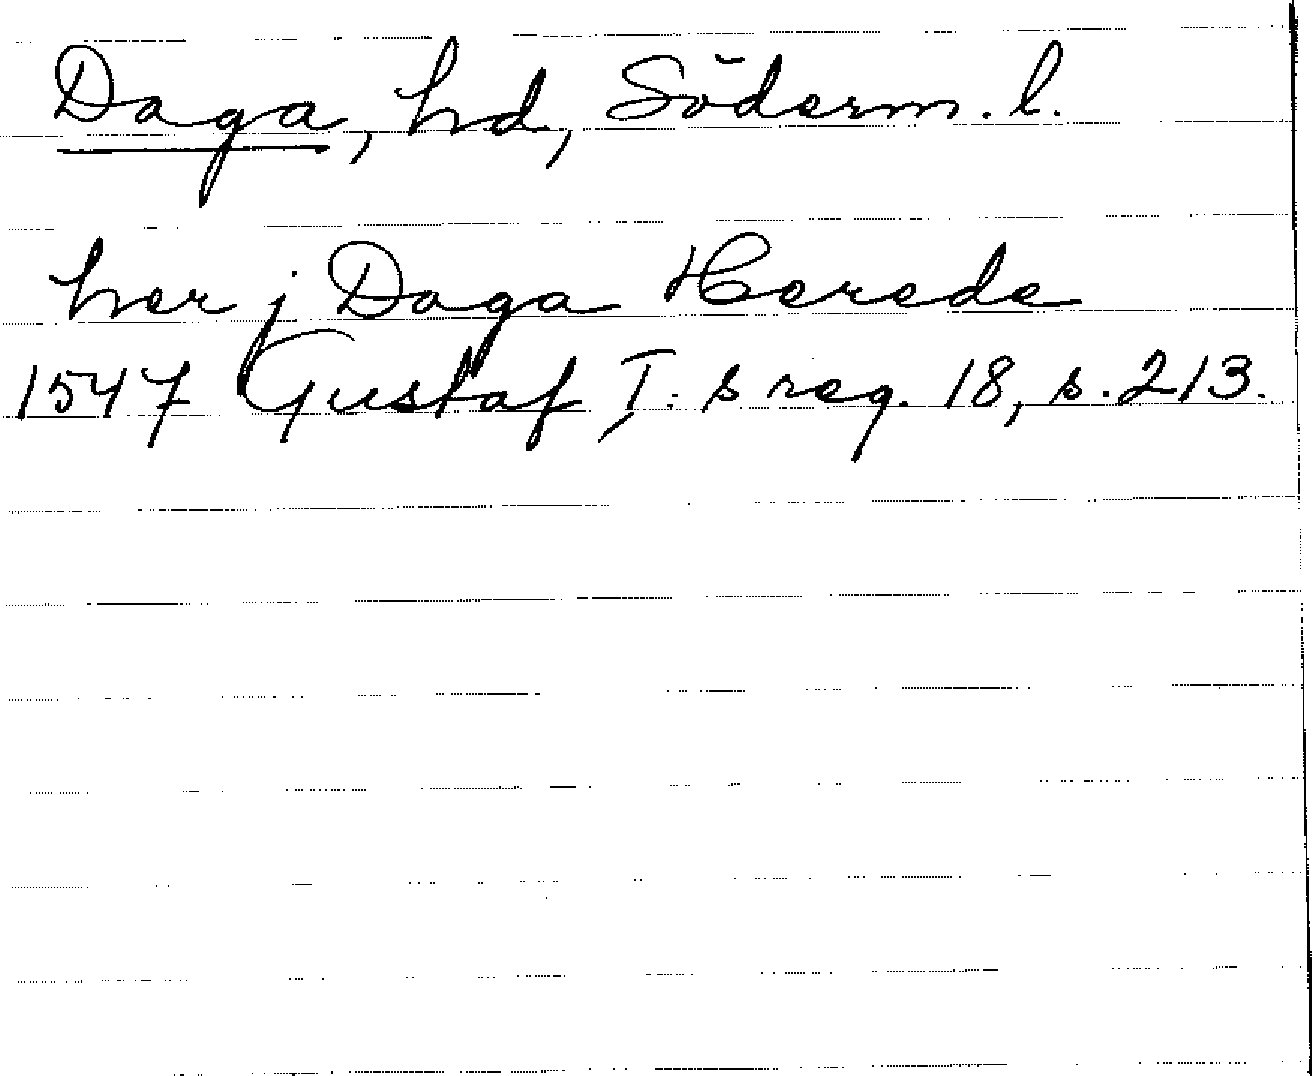 Daga, hd, Söderm. l.
her j Daga Herede
1547 Gustaf I:s reg. 18, s. 213.